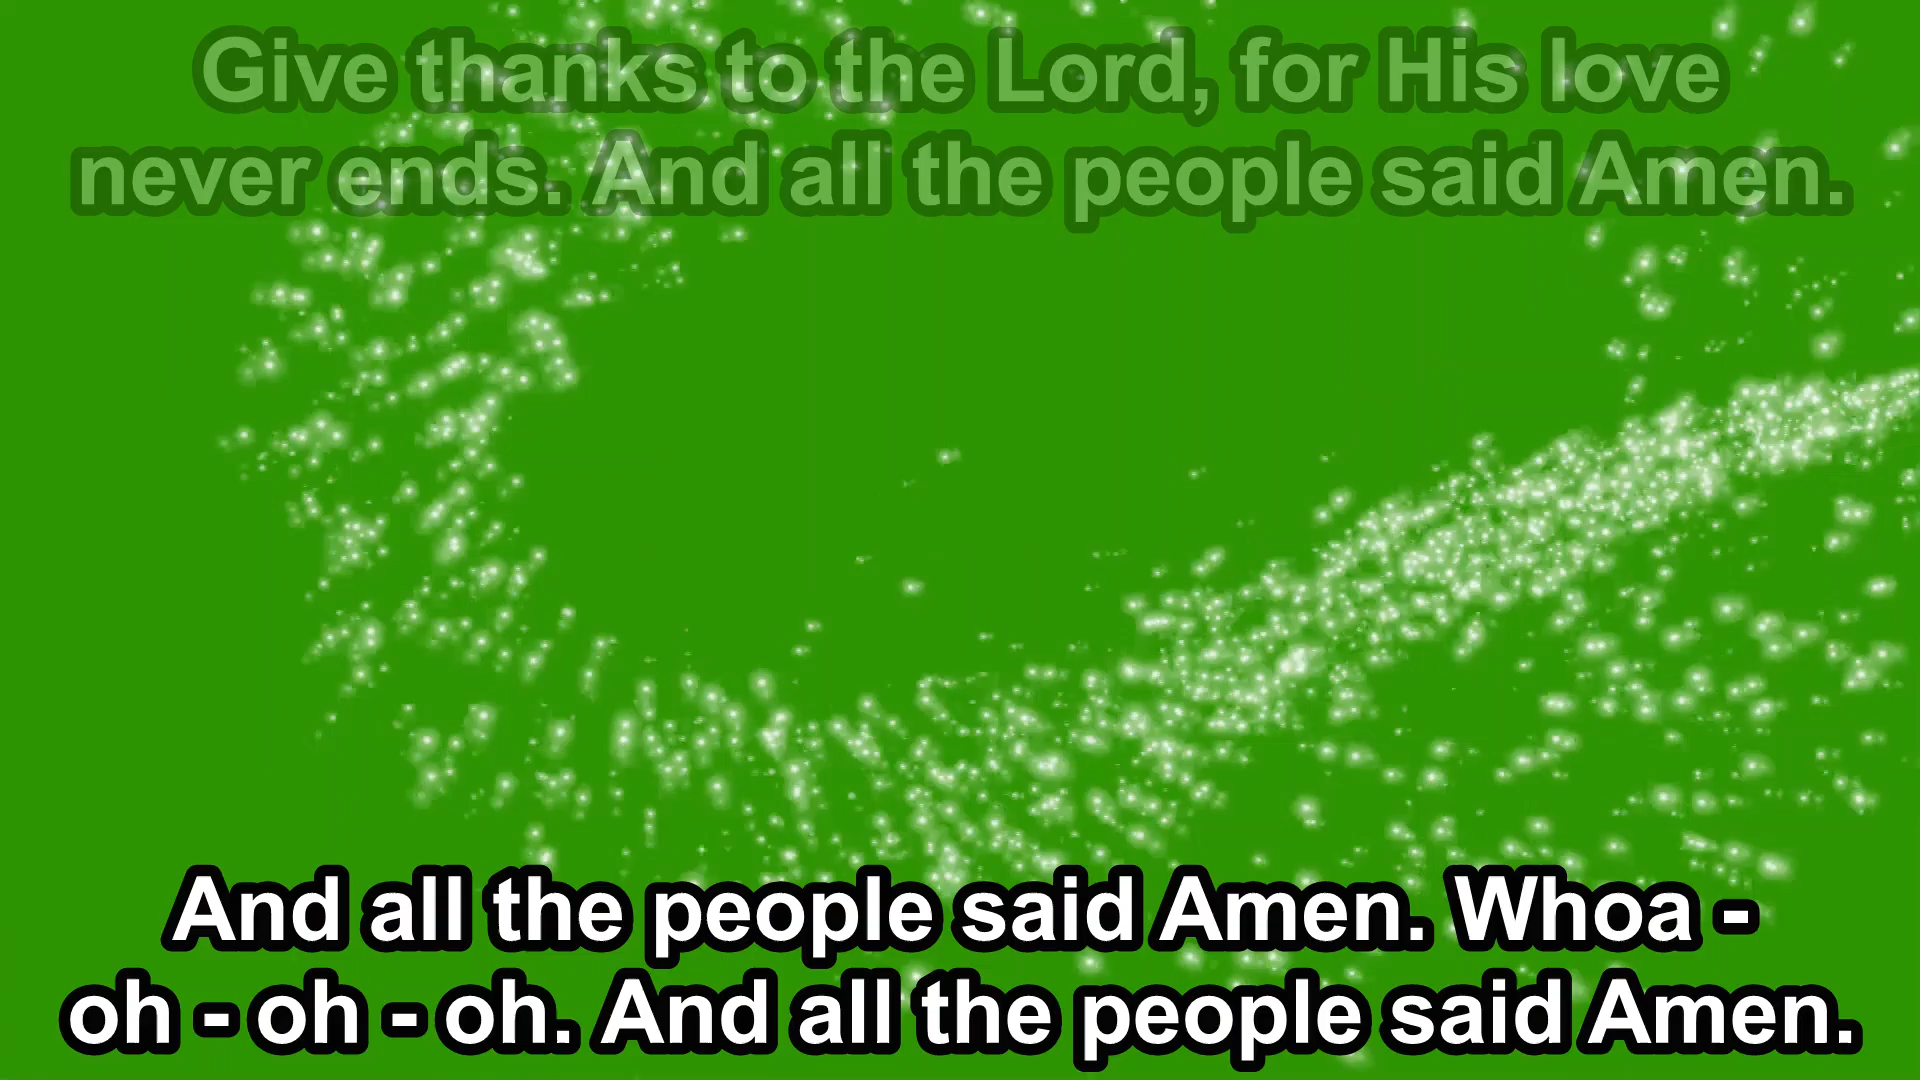 Give thanks to the Lord, for His love
never ends. And all the people said Amen.
And all the people said Amen. Whoa -
oh - oh - oh. And all the people said Amen.